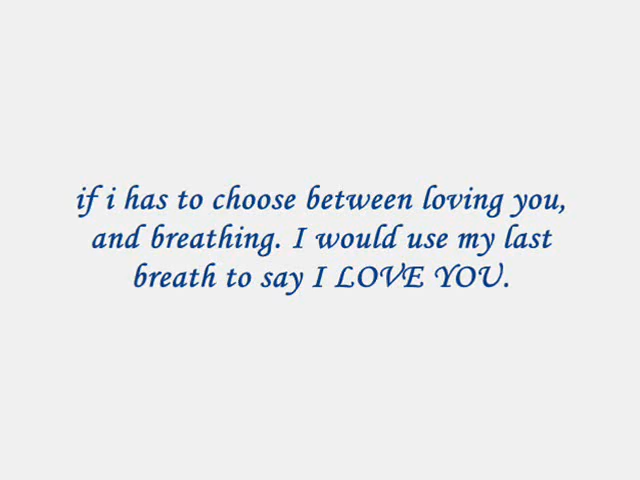 if i has to choose between loving you,
and breathing. I would use my last
breath to say I LOVE YOU.